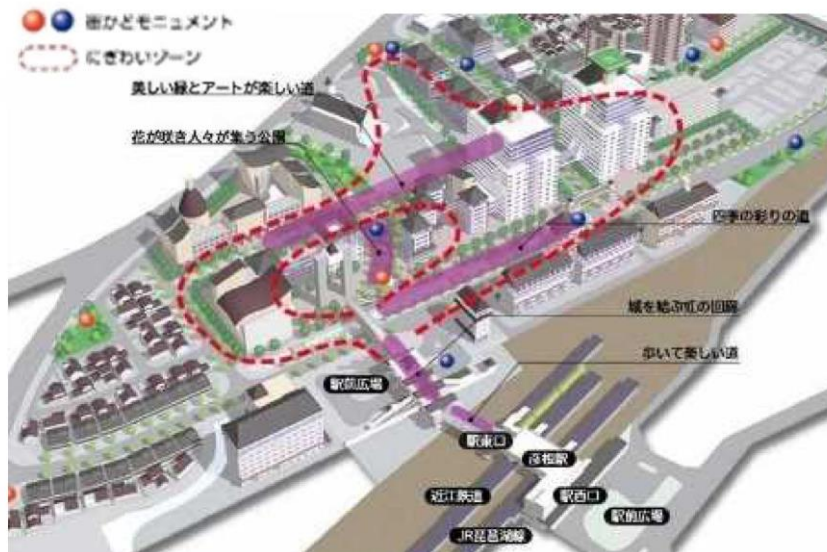 街かどモニュメント
にぎわいゾーン
美しい緑とアートが楽しい道
花が咲き人々が集う公園
四季の彩りの道
城を結ぶ虹の回廊
歩いて楽しい道
駅前広場
駅東口
彦根駅
近江鉄道
駅西口
駅前広場
JR琵琶湖線